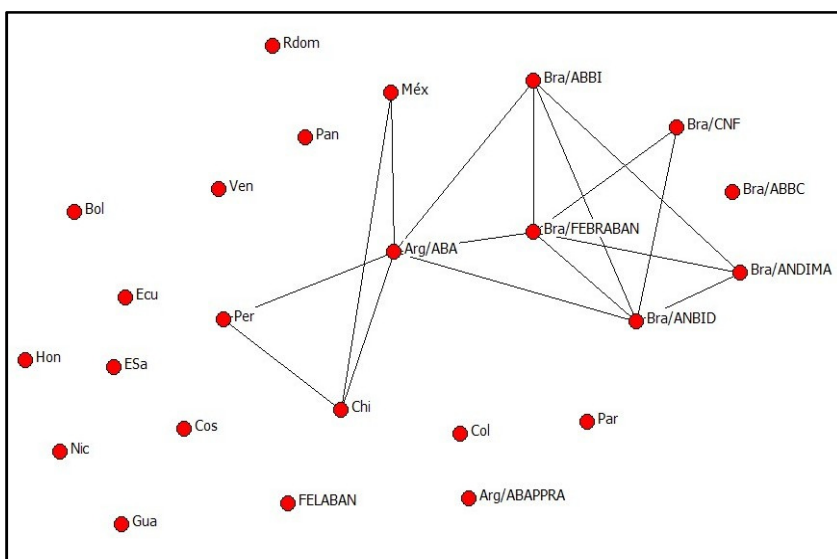 Rdom
Méx
Bra/ABBI
Bra/CNF
Pan
Ven
Bra/ABBC
Bol
Bra/FEBRABAN
Arg/ABA
Bra/ANDIMA
Ecu
Per
Bra/ANBID
Hon
ESa
Chi
Cos
Col
Par
Nic
FELABAN
Arg/ABAPPRA
Gua